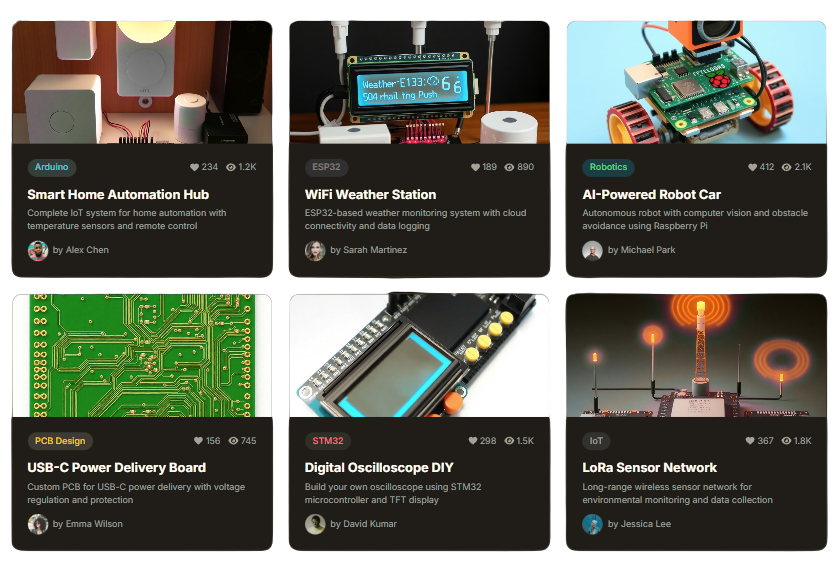 Weather-E133:
66
504 rhail ing Push
Arduino
234
1.2K
Smart Home Automation Hub
Complete IoT system for home automation with
temperature sensors and remote control
by Alex Chen
ESP32
189
890
WiFi Weather Station
ESP32-based weather monitoring system with cloud
connectivity and data logging
by Sarah Martinez
Robotics
412
2.1K
AI-Powered Robot Car
Autonomous robot with computer vision and obstacle
avoidance using Raspberry Pi
by Michael Park
PCB Design
156
745
USB-C Power Delivery Board
Custom PCB for USB-C power delivery with voltage
regulation and protection
by Emma Wilson
STM32
298
1.5K
Digital Oscilloscope DIY
Build your own oscilloscope using STM32
microcontroller and TFT display
by David Kumar
IoT
367
1.8K
LoRa Sensor Network
Long-range wireless sensor network for
environmental monitoring and data collection
by Jessica Lee